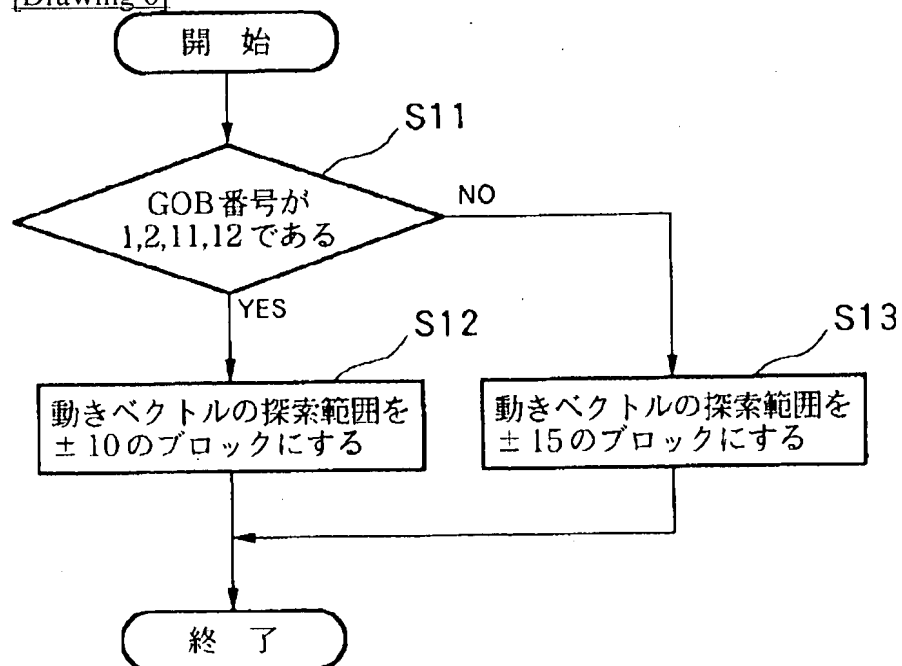 [Drawing 6]
開 始
S11
GOB番号が
1,2,11,12である
NO
YES
S12
動きベクトルの探索範囲を
±10のブロックにする
S13
動きベクトルの探索範囲を
±15のブロックにする
終 了